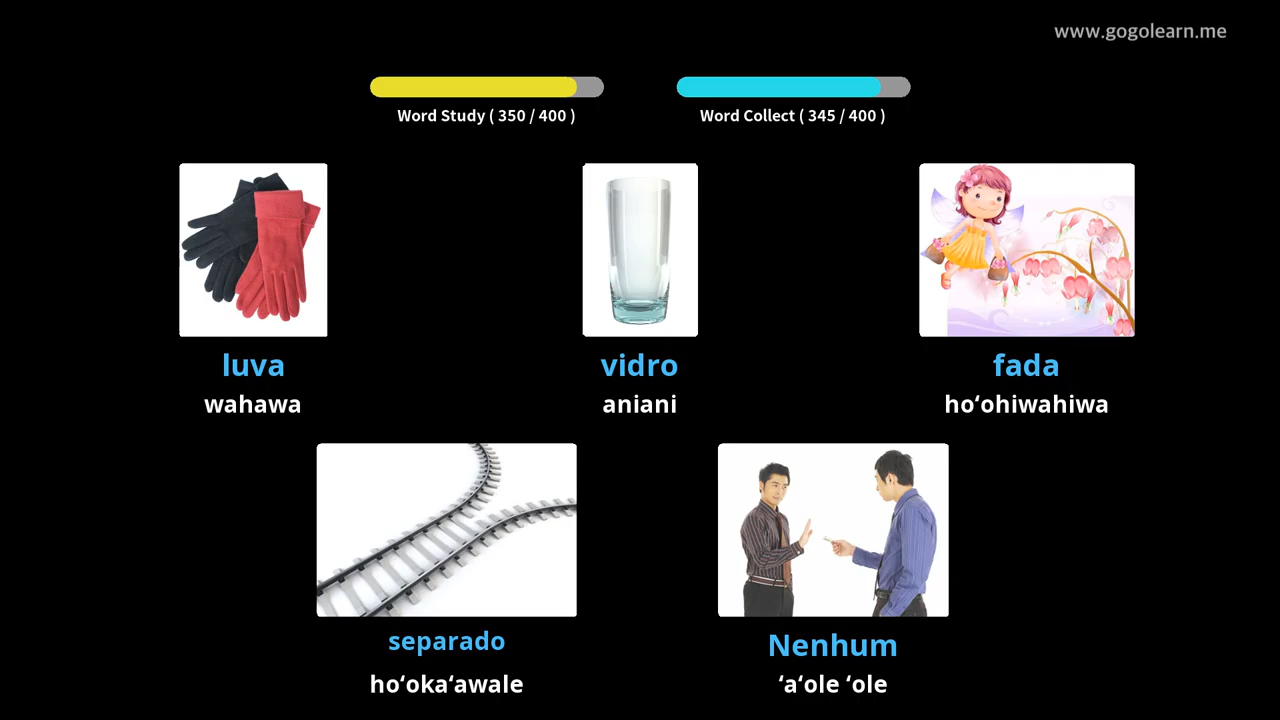 www.gogolearn.me
Word Study ( 350 / 400 )
Word Collect ( 345 / 400 )
luva
wahawa
vidro
aniani
fada
hoʻohiwahiwa
separado
hoʻokaʻawale
Nenhum
ʻaʻole ʻole